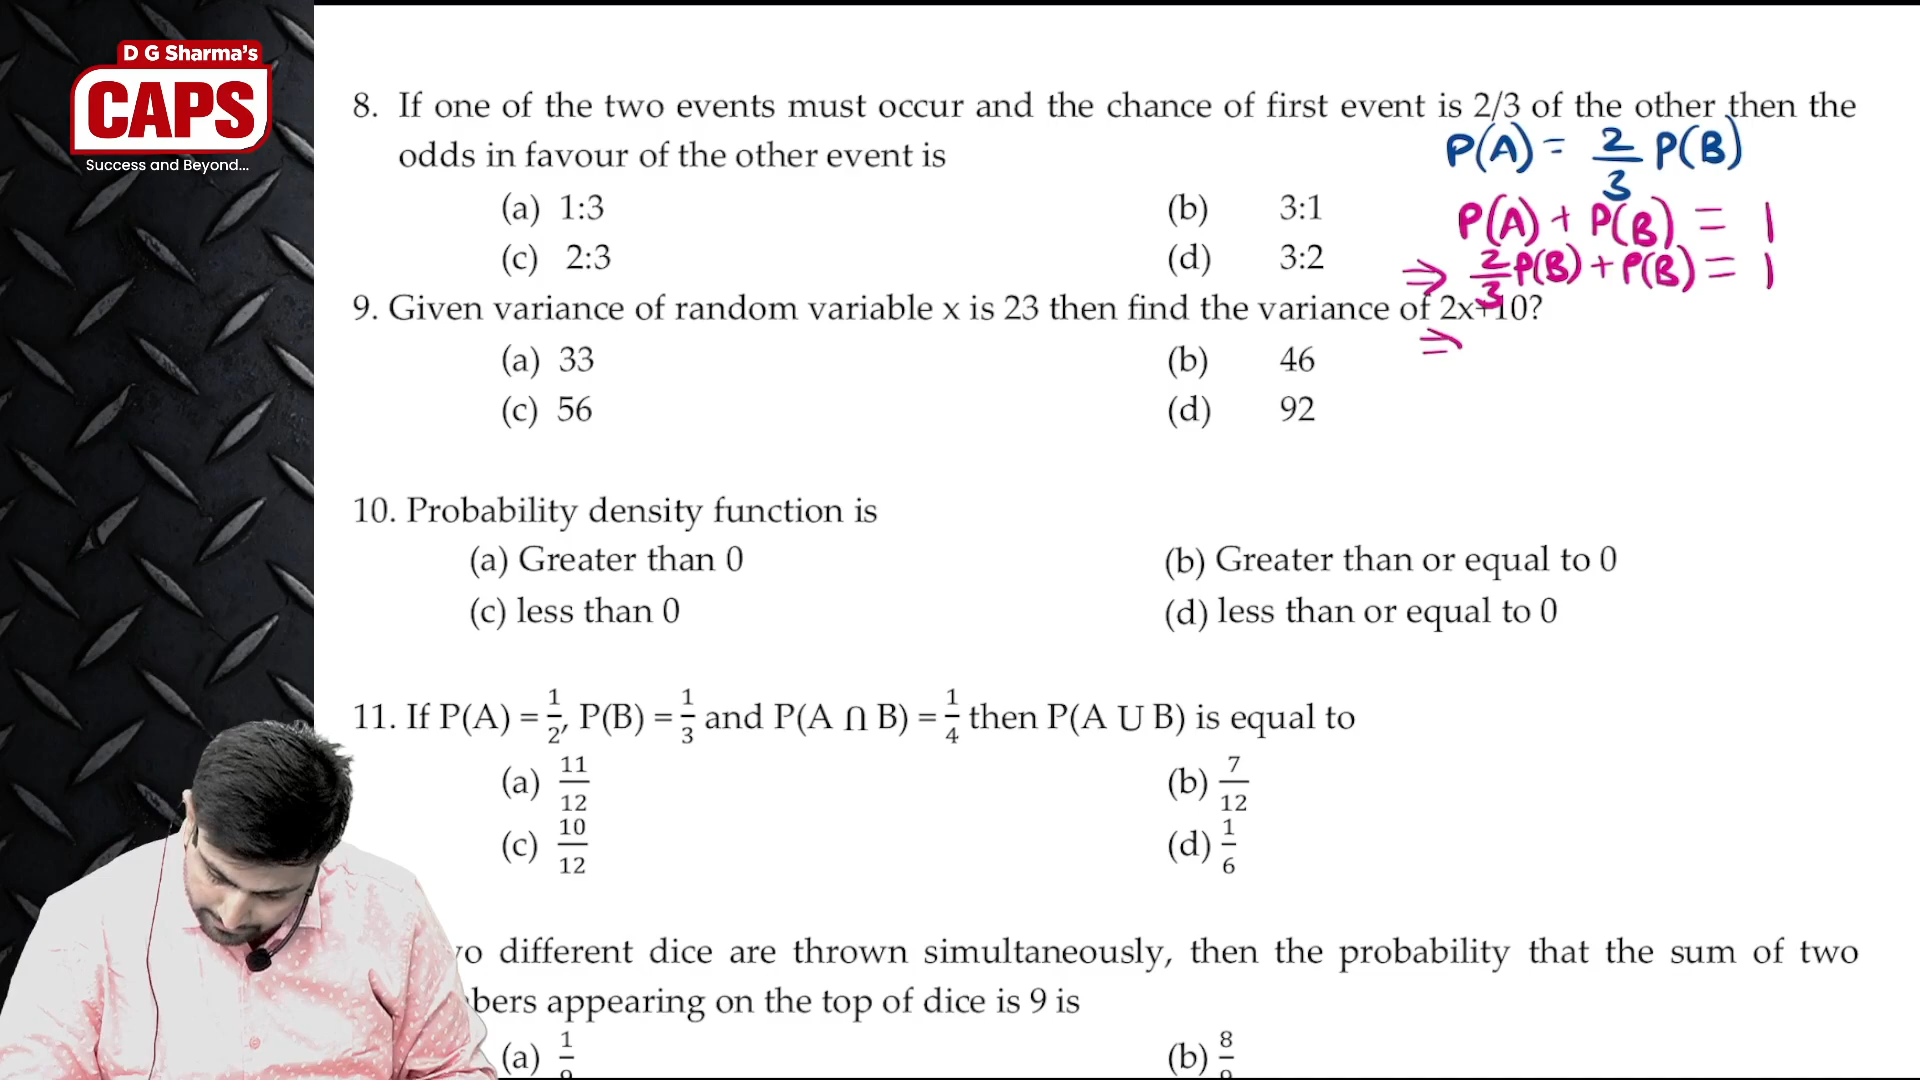 D G Sharma's
CAPS
Success and Beyond...
8. If one of the two events must occur and the chance of first event is 2/3 of the other then the
odds in favour of the other event is
P(A) = 2/3 P(B)
(a) 1:3 (b) 3:1
P(A) + P(B) = 1
(c) 2:3 (d) 3:2
⇒ 2/3 P(B) + P(B) = 1
9. Given variance of random variable x is 23 then find the variance of 2x+10?
⇒
(a) 33 (b) 46
(c) 56 (d) 92
10. Probability density function is
(a) Greater than 0 (b) Greater than or equal to 0
(c) less than 0 (d) less than or equal to 0
11. If P(A) = 1/2, P(B) = 1/3 and P(A ∩ B) = 1/4 then P(A ∪ B) is equal to
(a) 11/12 (b) 7/12
(c) 10/12 (d) 1/6
different dice are thrown simultaneously, then the probability that the sum of two
appearing on the top of dice is 9 is
(a) (b)